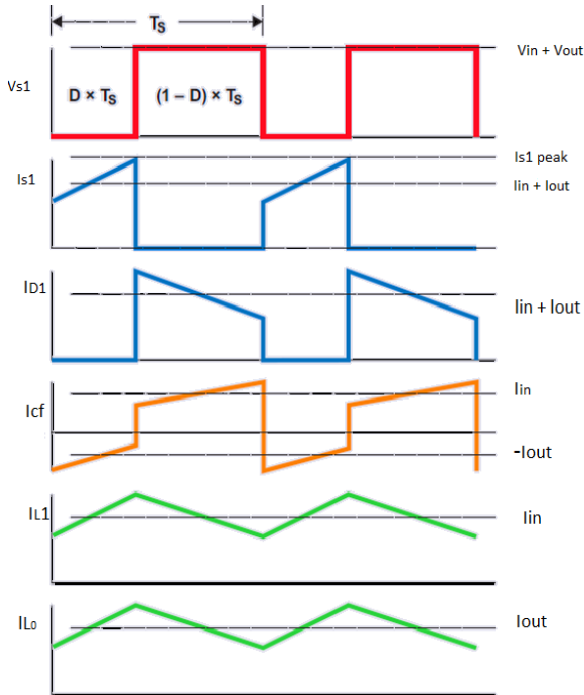 Ts
Vin + Vout
Vs1
D × Ts
(1 – D) × Ts
Is1 peak
Is1
Iin + Iout
ID1
Iin + Iout
Iin
Icf
-Iout
IL1
Iin
ILo
Iout